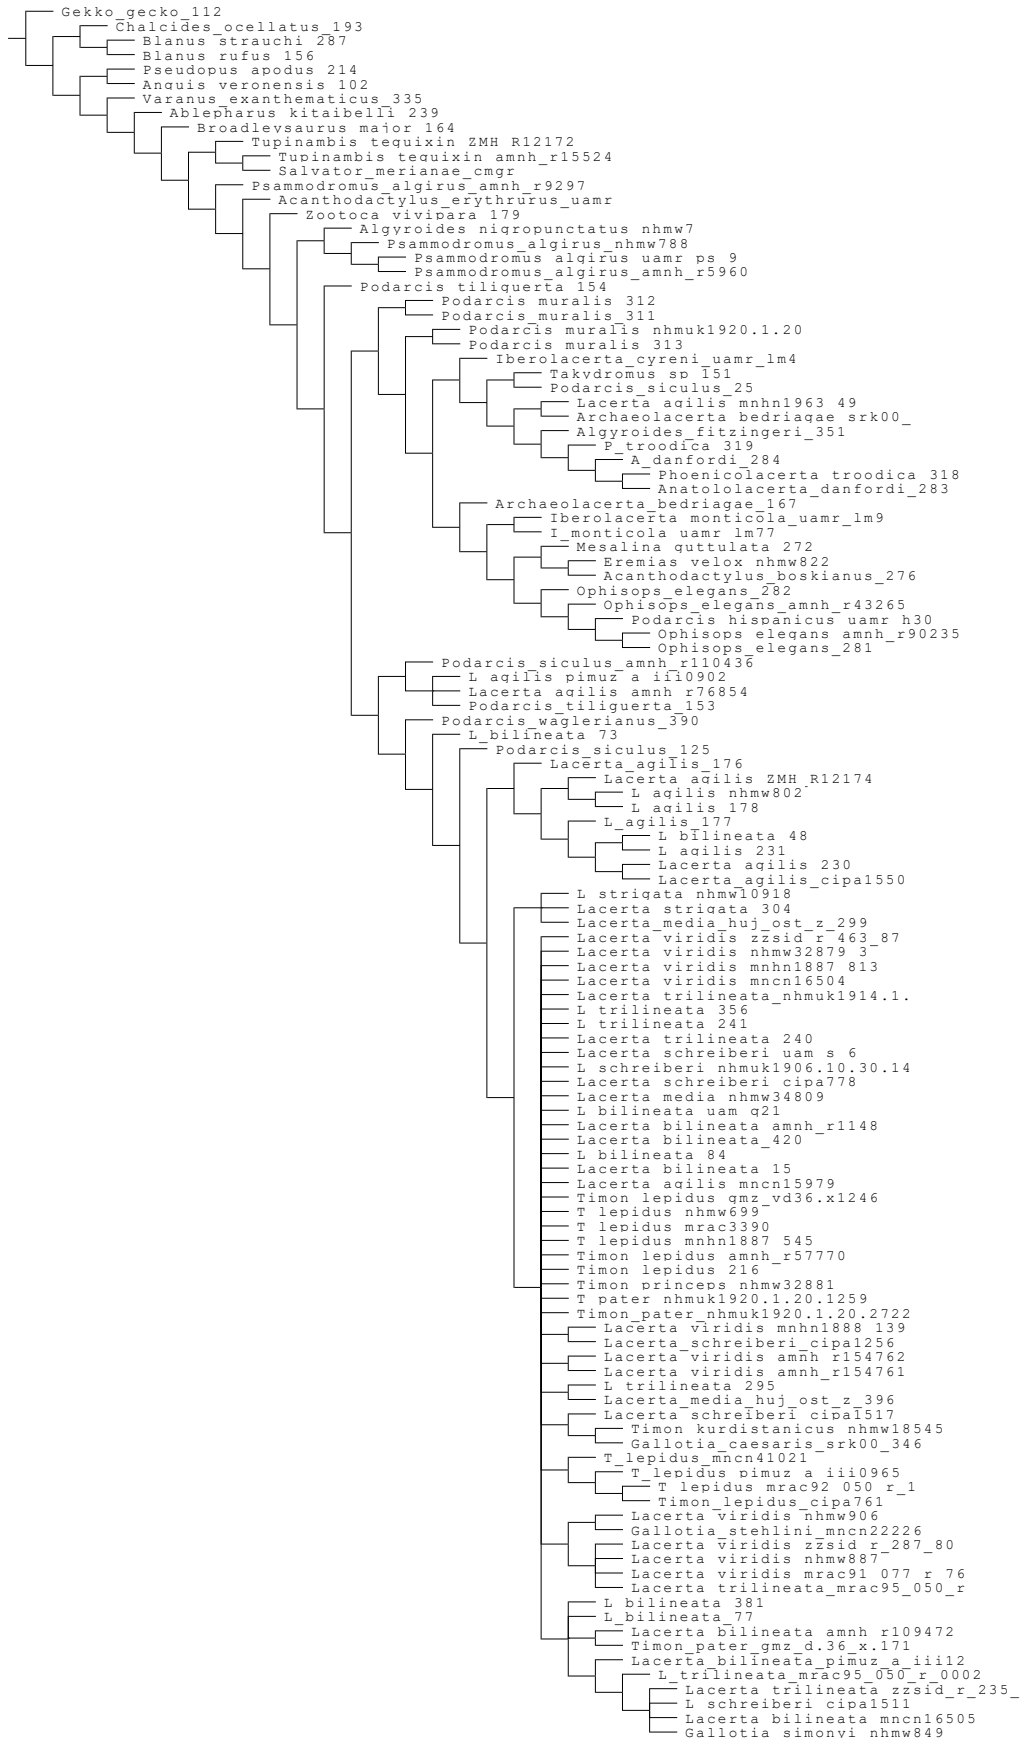 Gekko_gecko_112
Chalcides_ocellatus_193
Blanus_strauchi_287
Blanus_rufus_156
Pseudopus_apodus_214
Anguis_veronensis_102
Varanus_exanthematicus_335
Ablepharus_kitaibelli_239
Broadleysaurus_major_164
Tupinambis_teguixin_ZMH_R12172
Tupinambis_teguixin_amnh_r15524
Salvator_merianae_cmgr
Psammodromus_algirus_amnh_r9297
Acanthodactylus_erythrurus_uamr
Zootoca_vivipara_179
Algyroides_nigropunctatus_nhmw7
Psammodromus_algirus_nhmw788
Psammodromus_algirus_uamr_ps_9
Psammodromus_algirus_amnh_r5960
Podarcis_tiliguerta_154
Podarcis_muralis_312
Podarcis_muralis_311
Podarcis_muralis_nhmuk1920.1.20
Podarcis_muralis_313
Iberolacerta_cyreni_uamr_lm4
Takydromus_sp_151
Podarcis_siculus_25
Lacerta_agilis_mnhn1963_49
Archaeolacerta_bedriagae_srk00_
Algyroides_fitzingeri_351
P_troodica_319
A_danfordi_284
Phoenicolacerta_troodica_318
Anatololacerta_danfordi_283
Archaeolacerta_bedriagae_167
Iberolacerta_monticola_uamr_lm9
I_monticola_uamr_lm77
Mesalina_guttulata_272
Eremias_velox_nhmw822
Acanthodactylus_boskianus_276
Ophisops_elegans_282
Ophisops_elegans_amnh_r43265
Podarcis_hispanicus_uamr_h30
Ophisops_elegans_amnh_r90235
Ophisops_elegans_281
Podarcis_siculus_amnh_r110436
L_agilis_pimuz_a_iii0902
Lacerta_agilis_amnh_r76854
Podarcis_tiliguerta_153
Podarcis_waglerianus_390
L_bilineata_73
Podarcis_siculus_125
Lacerta_agilis_176
Lacerta_agilis_ZMH_R12174
L_agilis_nhmw802
L_agilis_178
L_agilis_177
L_bilineata_48
L_agilis_231
Lacerta_agilis_230
Lacerta_agilis_cipa1550
L_strigata_nhmw10918
Lacerta_strigata_304
Lacerta_media_huj_ost_z_299
Lacerta_viridis_zzsid_r_463_87
Lacerta_viridis_nhmw32879_3
Lacerta_viridis_mnhn1887_813
Lacerta_viridis_mncn16504
Lacerta_trilineata_nhmuk1914.1.
L_trilineata_356
L_trilineata_241
Lacerta_trilineata_240
Lacerta_schreiberi_uam_s_6
L_schreiberi_nhmuk1906.10.30.14
Lacerta_schreiberi_cipa778
Lacerta_media_nhmw34809
L_bilineata_uam_g21
Lacerta_bilineata_amnh_r1148
Lacerta_bilineata_420
L_bilineata_84
Lacerta_bilineata_15
Lacerta_agilis_mncn15979
Timon_lepidus_gmz_vd36.x1246
T_lepidus_nhmw699
T_lepidus_mrac3390
T_lepidus_mnhn1887_545
Timon_lepidus_amnh_r57770
Timon_lepidus_216
Timon_princeps_nhmw32881
T_pater_nhmuk1920.1.20.1259
Timon_pater_nhmuk1920.1.20.2722
Lacerta_viridis_mnhn1888_139
Lacerta_schreiberi_cipa1256
Lacerta_viridis_amnh_r154762
Lacerta_viridis_amnh_r154761
L_trilineata_295
Lacerta_media_huj_ost_z_396
Lacerta_schreiberi_cipa1517
Timon_kurdistanicus_nhmw18545
Gallotia_caesaris_srk00_346
T_lepidus_mncn41021
T_lepidus_pimuz_a_iii0965
T_lepidus_mrac92_050_r_1
Timon_lepidus_cipa761
Lacerta_viridis_nhmw906
Gallotia_stehlini_mncn22226
Lacerta_viridis_zzsid_r_287_80
Lacerta_viridis_nhmw887
Lacerta_viridis_mrac91_077_r_76
Lacerta_trilineata_mrac95_050_r
L_bilineata_381
L_bilineata_77
Lacerta_bilineata_amnh_r109472
Timon_pater_gmz_d.36_x.171
Lacerta_bilineata_pimuz_a_iii12
L_trilineata_mrac95_050_r_0002
Lacerta_trilineata_zzsid_r_235_
L_schreiberi_cipa1511
Lacerta_bilineata_mncn16505
Gallotia_simonyi_nhmw849